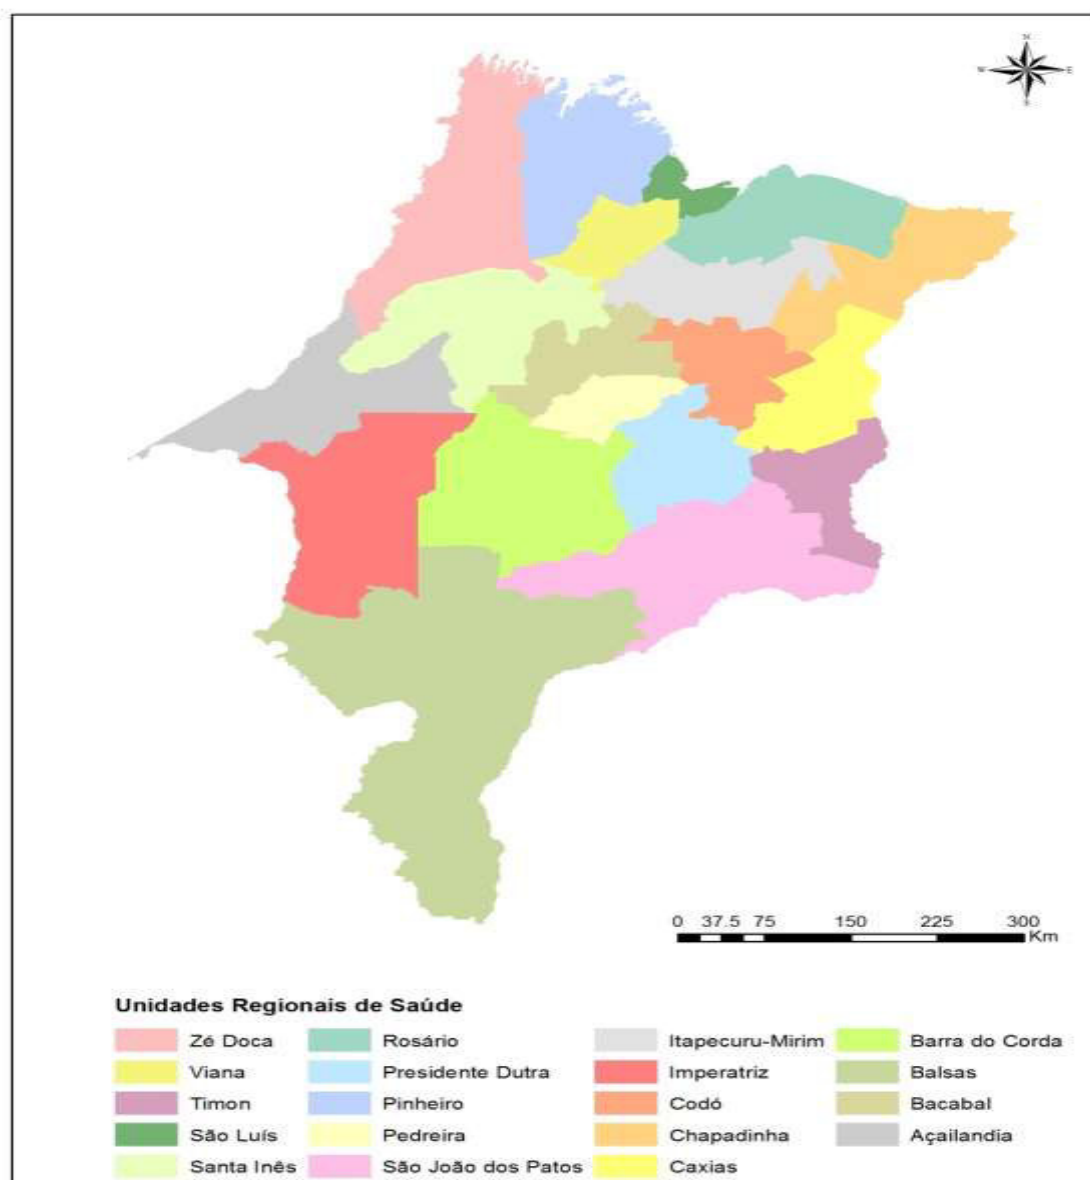 N
W E
S
0 37.5 75 150 225 300
Km
Unidades Regionais de Saúde
Zé Doca Rosário Itapecuru-Mirim Barra do Corda
Viana Presidente Dutra Imperatriz Balsas
Timon Pinheiro Codó Bacabal
São Luís Pedreira Chapadinha Açailandia
Santa Inês São João dos Patos Caxias